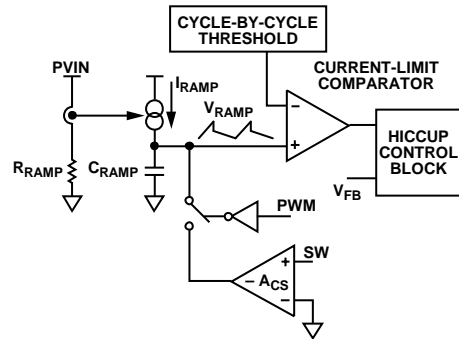 CYCLE-BY-CYCLE
THRESHOLD
PVIN
IRAMP
CURRENT-LIMIT
COMPARATOR
VRAMP
–
+
HICCUP
CONTROL
BLOCK
RRAMP
CRAMP
VFB
PWM
SW
+
– ACS
–